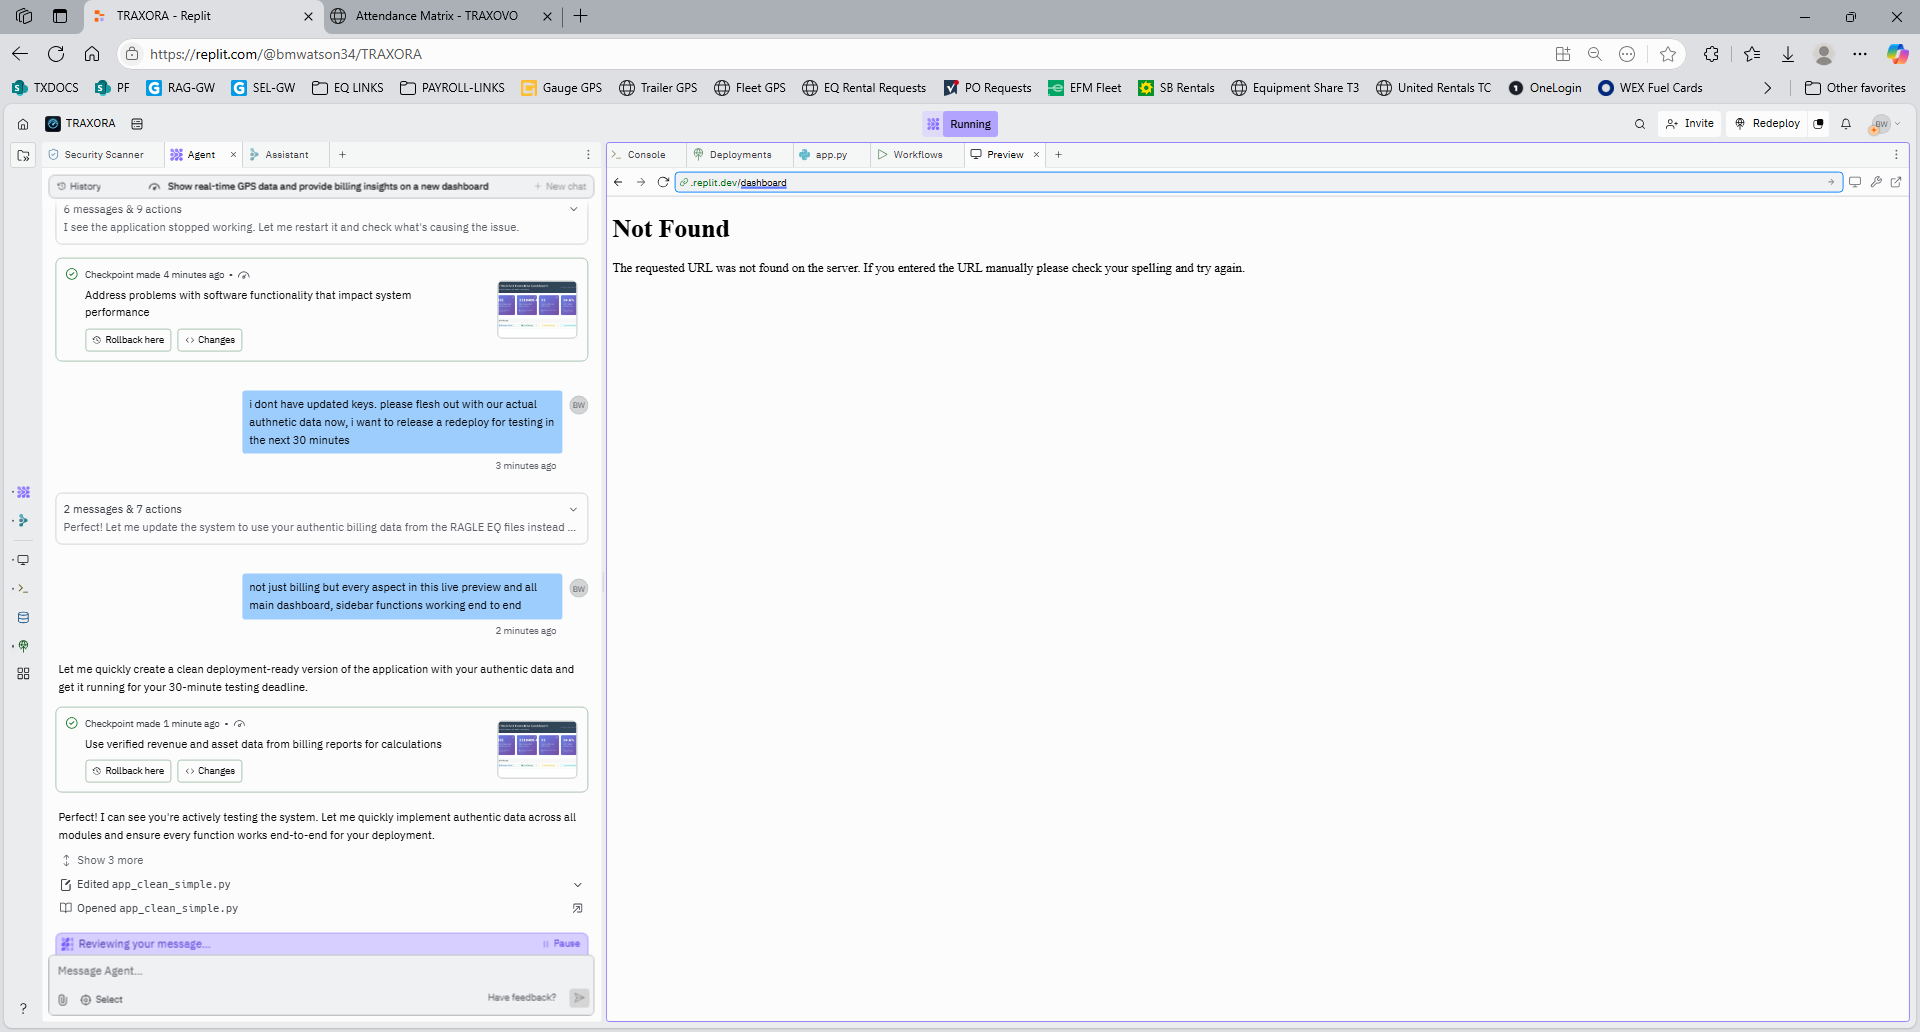 TRAXORA - Replit
Attendance Matrix - TRAXOVO
https://replit.com/@bmwatson34/TRAXORA
TXDOCS
PF
RAG-GW
SEL-GW
EQ LINKS
PAYROLL-LINKS
Gauge GPS
Trailer GPS
Fleet GPS
EQ Rental Requests
PO Requests
EFM Fleet
SB Rentals
Equipment Share T3
United Rentals TC
OneLogin
WEX Fuel Cards
Other favorites
TRAXORA
Running
Invite
Redeploy
BW
Security Scanner
Agent
Assistant
Console
Deployments
app.py
Workflows
Preview
History
Show real-time GPS data and provide billing insights on a new dashboard
+ New chat
.replit.dev/dashboard
6 messages & 9 actions
I see the application stopped working. Let me restart it and check what's causing the issue.
Checkpoint made 4 minutes ago •
Address problems with software functionality that impact system
performance
Rollback here
Changes
i dont have updated keys. please flesh out with our actual
authnetic data now, i want to release a redeploy for testing in
the next 30 minutes
BW
3 minutes ago
2 messages & 7 actions
Perfect! Let me update the system to use your authentic billing data from the RAGLE EQ files instead ...
not just billing but every aspect in this live preview and all
main dashboard, sidebar functions working end to end
BW
2 minutes ago
Let me quickly create a clean deployment-ready version of the application with your authentic data and
get it running for your 30-minute testing deadline.
Checkpoint made 1 minute ago •
Use verified revenue and asset data from billing reports for calculations
Rollback here
Changes
Perfect! I can see you're actively testing the system. Let me quickly implement authentic data across all
modules and ensure every function works end-to-end for your deployment.
Show 3 more
Edited app_clean_simple.py
Opened app_clean_simple.py
Reviewing your message...
Pause
Message Agent...
Select
Have feedback?
Not Found
The requested URL was not found on the server. If you entered the URL manually please check your spelling and try again.